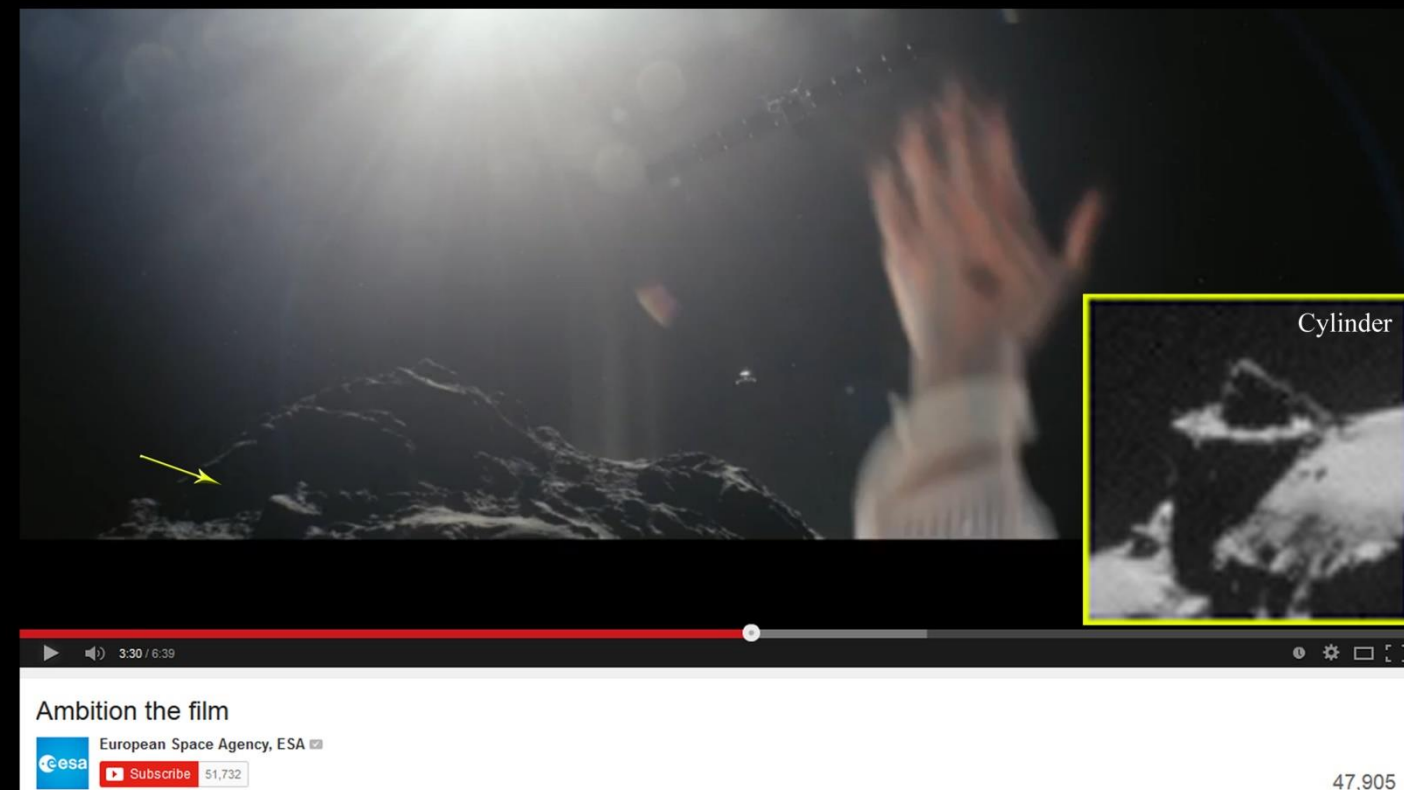 Cylinder
3:30 / 6:39
Ambition the film
European Space Agency, ESA
esa
Subscribe 51,732
47,905